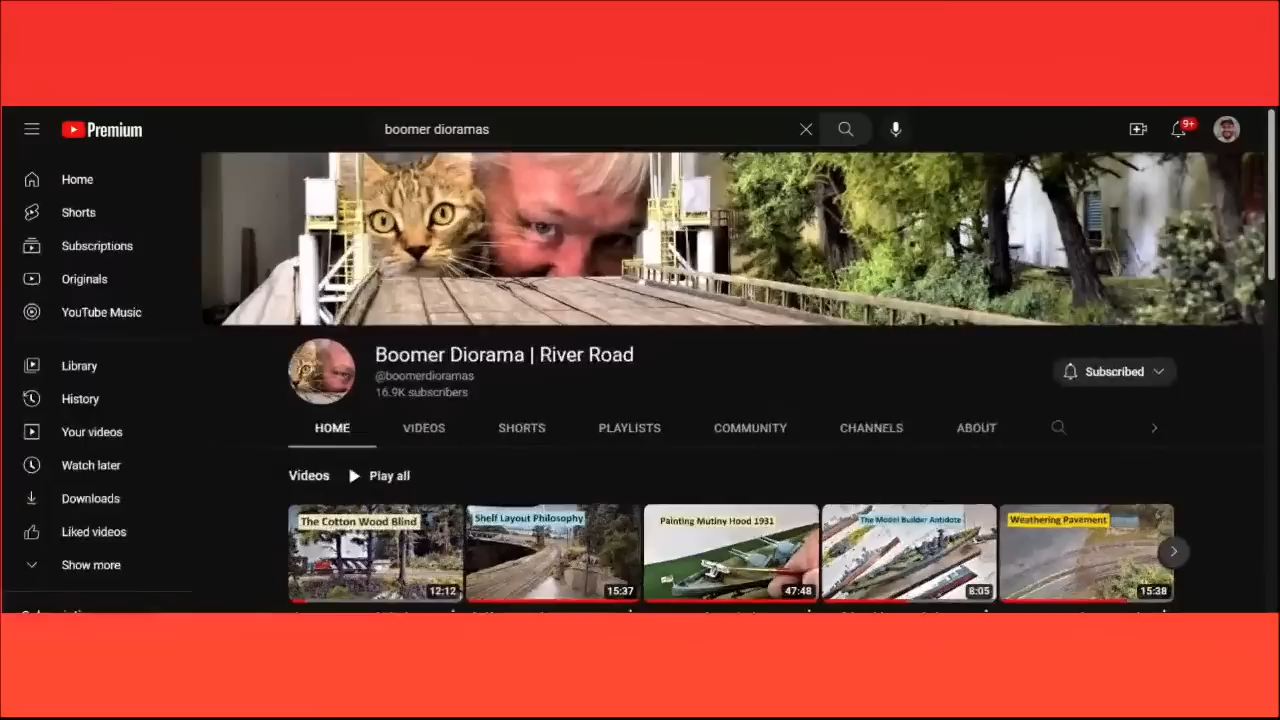 Premium
boomer dioramas
9+
Home
Shorts
Subscriptions
Originals
YouTube Music
Library
History
Your videos
Watch later
Downloads
Liked videos
Show more
Boomer Diorama | River Road
@boomerdioramas
16.9K subscribers
Subscribed
HOME VIDEOS SHORTS PLAYLISTS COMMUNITY CHANNELS ABOUT
Videos Play all
The Cotton Wood Blind
12:12
Shelf Layout Philosophy
15:37
Painting Mutiny Hood 1931
47:48
The Model Builder Antidote
8:05
Weathering Pavement
15:38